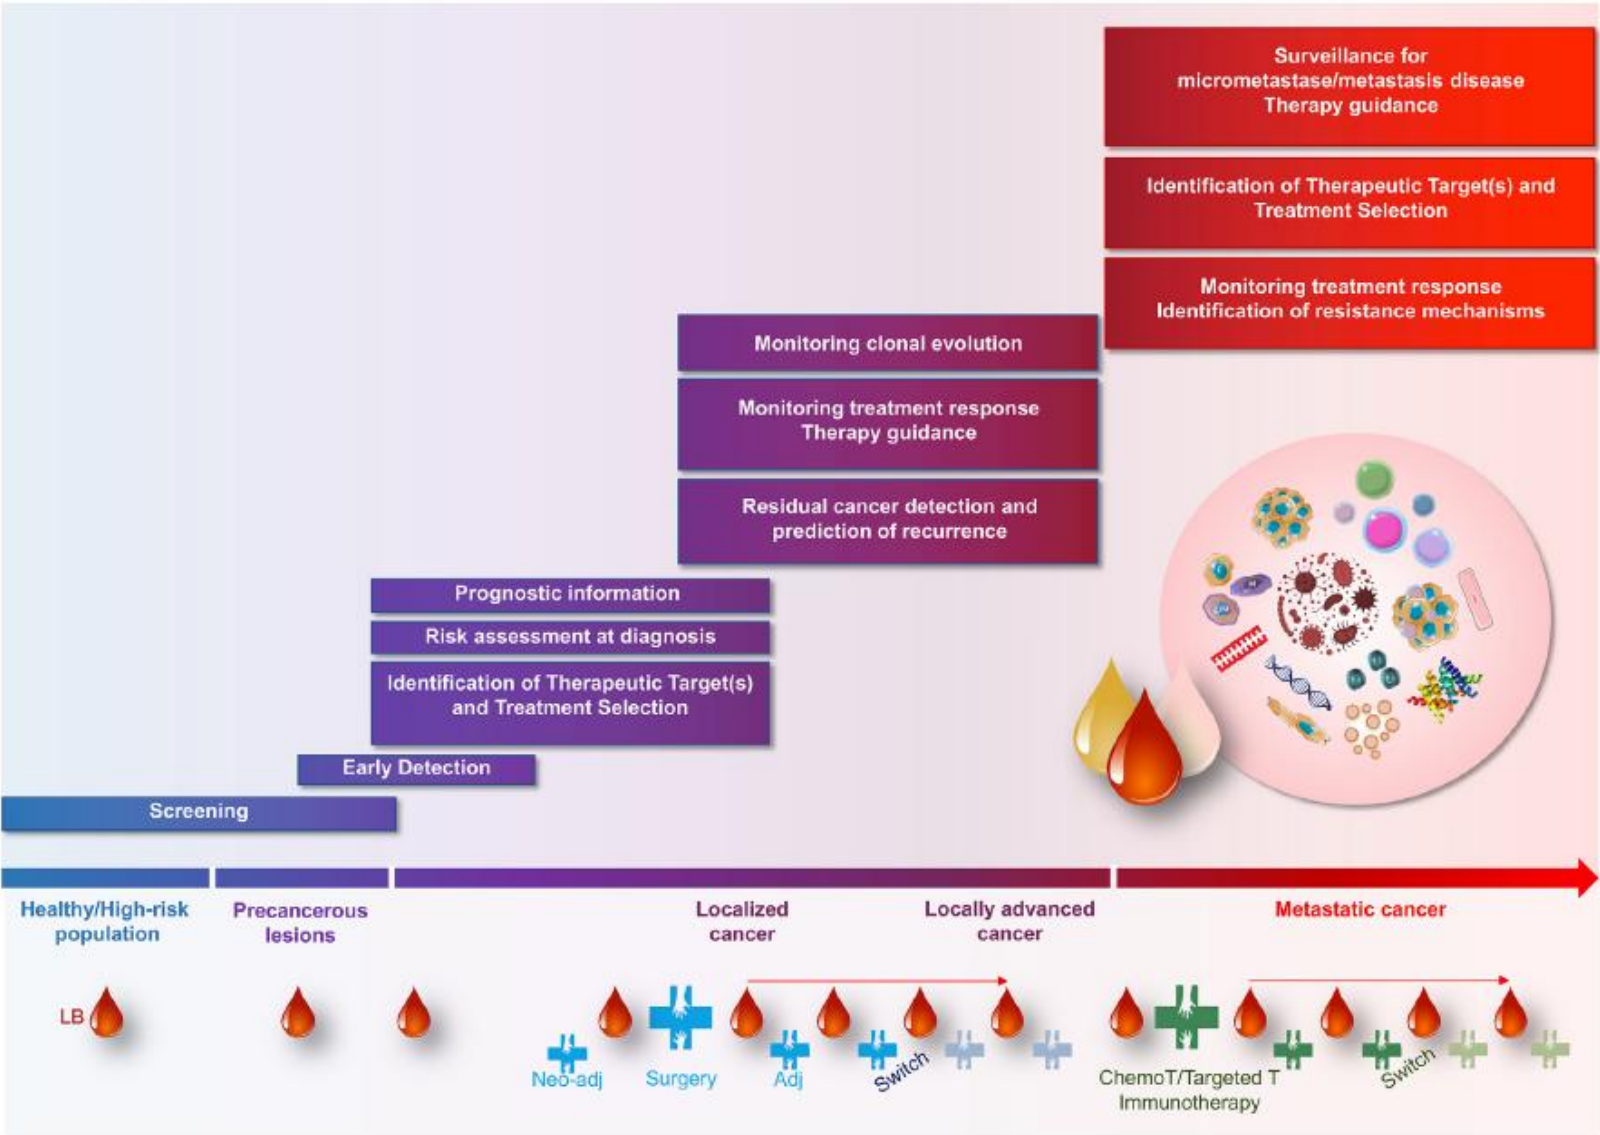 Surveillance for
micrometastase/metastasis disease
Therapy guidance
Identification of Therapeutic Target(s) and
Treatment Selection
Monitoring treatment response
Identification of resistance mechanisms
Monitoring clonal evolution
Monitoring treatment response
Therapy guidance
Residual cancer detection and
prediction of recurrence
Prognostic information
Risk assessment at diagnosis
Identification of Therapeutic Target(s)
and Treatment Selection
Early Detection
Screening
Healthy/High-risk
population
Precancerous
lesions
Localized
cancer
Locally advanced
cancer
Metastatic cancer
LB
Neo-adj
Surgery
Adj
Switch
ChemoT/Targeted T
Immunotherapy
Switch